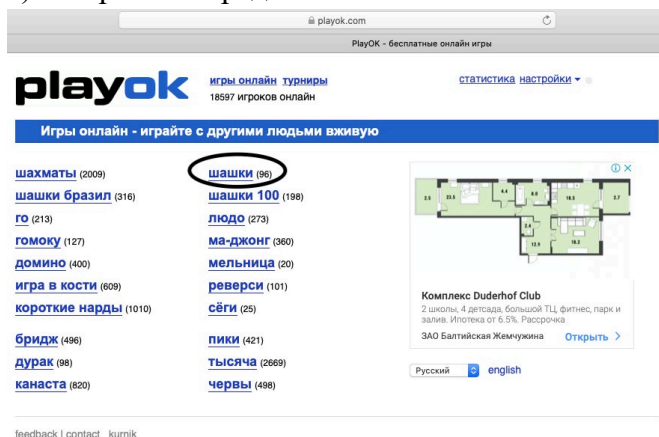 playok.com
PlayOK - бесплатные онлайн игры
playok
игры онлайн турниры
18597 игроков онлайн
статистика настройки
Игры онлайн - играйте с другими людьми вживую
шахматы (2009)
шашки бразил (316)
го (213)
гомоку (127)
домино (400)
игра в кости (609)
короткие нарды (1010)
бридж (496)
дурак (98)
канаста (820)
шашки (96)
шашки 100 (198)
людо (273)
ма-джонг (360)
мельница (20)
реверси (101)
сёги (25)
пики (421)
тысяча (2669)
червы (498)
Комплекс Duderhof Club
2 школы, 4 детсада, большой ТЦ, фитнес, парк и
залив. Ипотека от 6.5%. Рассрочка
ЗАО Балтийская Жемчужина
Открыть
Русский
english
feedback | contact kurnik